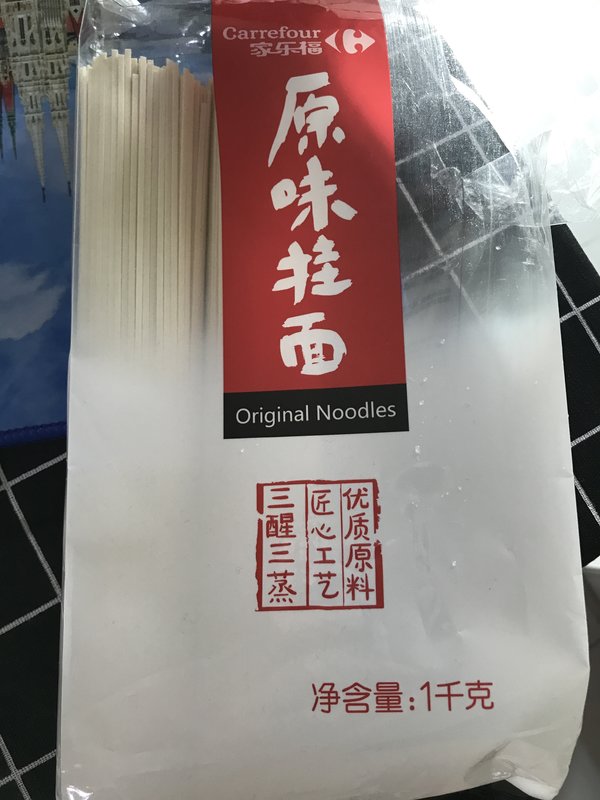 Carrefour
家乐福
原味挂面
Original Noodles
优质原料
匠心工艺
三醒三蒸
净含量:1千克